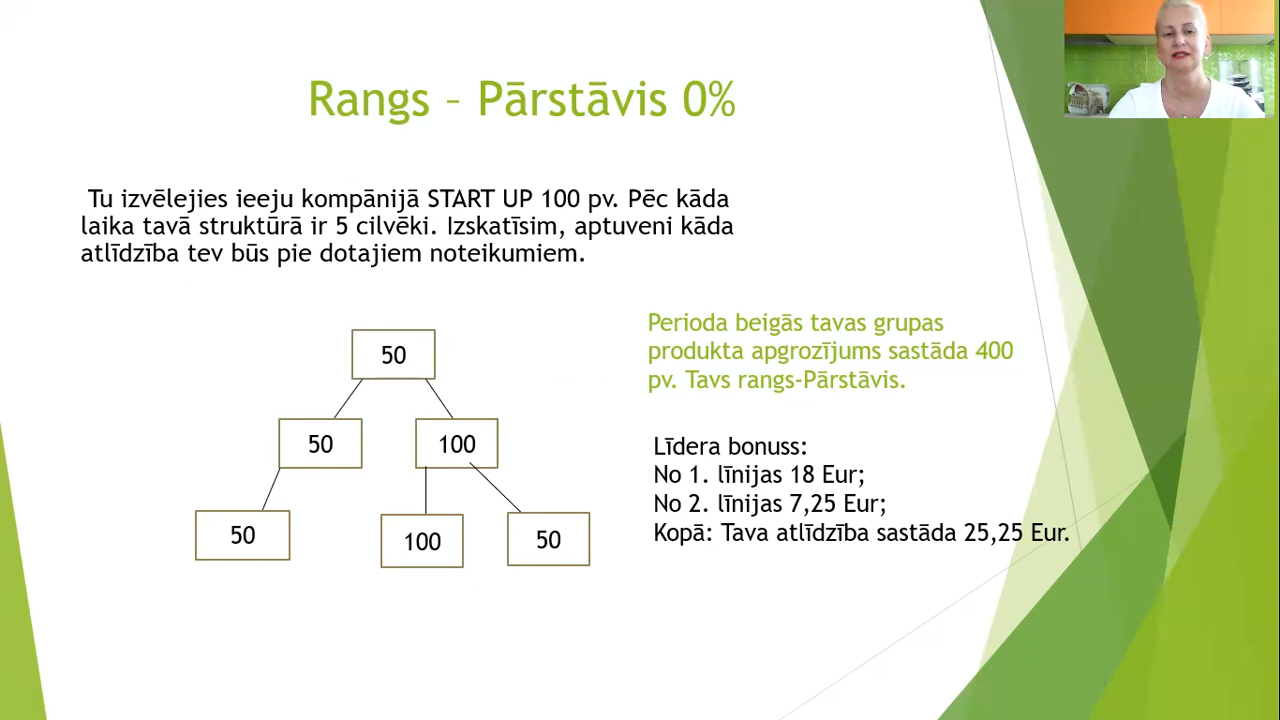 Rangs – Pārstāvis 0%
Tu izvēlejies ieeju kompānijā START UP 100 pv. Pēc kāda
laika tavā struktūrā ir 5 cilvēki. Izskatīsim, aptuveni kāda
atlīdzība tev būs pie dotajiem noteikumiem.
50
50
100
50
100
50
Perioda beigās tavas grupas
produkta apgrozījums sastāda 400
pv. Tavs rangs-Pārstāvis.
Līdera bonuss:
No 1. līnijas 18 Eur;
No 2. līnijas 7,25 Eur;
Kopā: Tava atlīdzība sastāda 25,25 Eur.